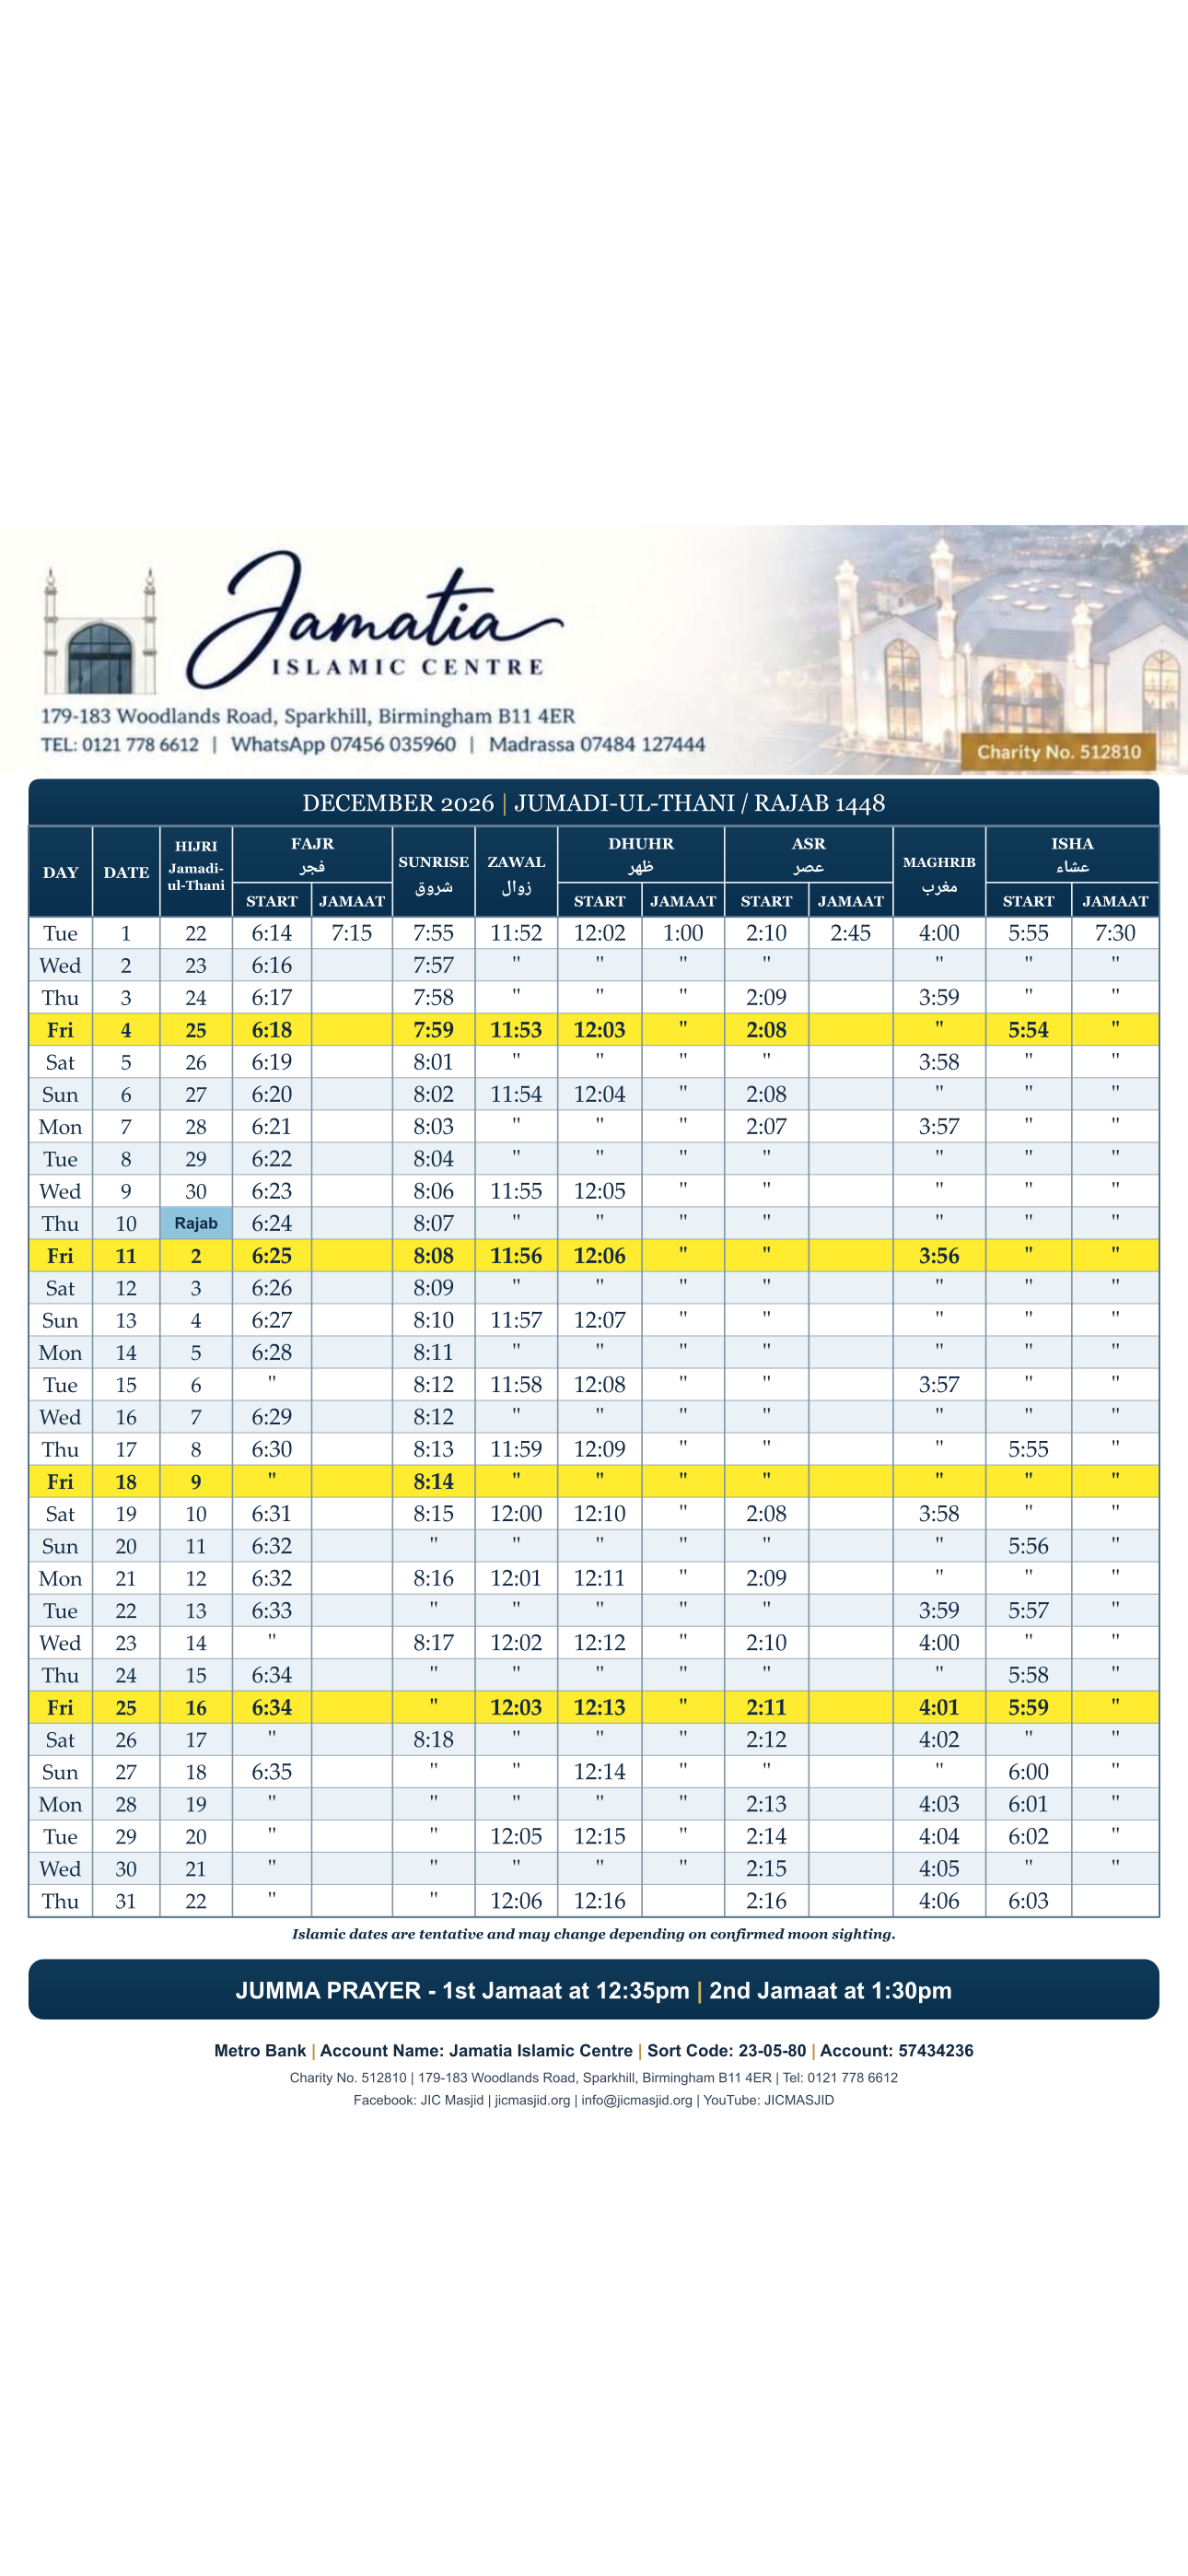 Jamatia
ISLAMIC CENTRE
179-183 Woodlands Road, Sparkhill, Birmingham B11 4ER
TEL: 0121 778 6612 | WhatsApp 07456 035960 | Madrassa 07484 127444
Charity No. 512810
DECEMBER 2026 | JUMADI-UL-THANI / RAJAB 1448
DAY DATE HIJRI Jamadi-ul-Thani FAJR فجر SUNRISE شروق ZAWAL زوال DHUHR ظهر ASR عصر MAGHRIB مغرب ISHA عشاء
START JAMAAT START JAMAAT START JAMAAT START JAMAAT
Tue 1 22 6:14 7:15 7:55 11:52 12:02 1:00 2:10 2:45 4:00 5:55 7:30
Wed 2 23 6:16 7:57 " " " " " " "
Thu 3 24 6:17 7:58 " " " 2:09 3:59 " "
Fri 4 25 6:18 7:59 11:53 12:03 " 2:08 " 5:54 "
Sat 5 26 6:19 8:01 " " " " 3:58 " "
Sun 6 27 6:20 8:02 11:54 12:04 " 2:08 " " "
Mon 7 28 6:21 8:03 " " " 2:07 3:57 " "
Tue 8 29 6:22 8:04 " " " " " " "
Wed 9 30 6:23 8:06 11:55 12:05 " " " " "
Thu 10 Rajab 6:24 8:07 " " " " " " "
Fri 11 2 6:25 8:08 11:56 12:06 " " 3:56 " "
Sat 12 3 6:26 8:09 " " " " " " "
Sun 13 4 6:27 8:10 11:57 12:07 " " " " "
Mon 14 5 6:28 8:11 " " " " " " "
Tue 15 6 " 8:12 11:58 12:08 " " 3:57 " "
Wed 16 7 6:29 8:12 " " " " " " "
Thu 17 8 6:30 8:13 11:59 12:09 " " " 5:55 "
Fri 18 9 " 8:14 " " " " " " "
Sat 19 10 6:31 8:15 12:00 12:10 " 2:08 3:58 " "
Sun 20 11 6:32 " " " " " " 5:56 "
Mon 21 12 6:32 8:16 12:01 12:11 " 2:09 " " "
Tue 22 13 6:33 " " " " " 3:59 5:57 "
Wed 23 14 " 8:17 12:02 12:12 " 2:10 4:00 " "
Thu 24 15 6:34 " " " " " " 5:58 "
Fri 25 16 6:34 " 12:03 12:13 " 2:11 4:01 5:59 "
Sat 26 17 " 8:18 " " " 2:12 4:02 " "
Sun 27 18 6:35 " " 12:14 " " " 6:00 "
Mon 28 19 " " " " " 2:13 4:03 6:01 "
Tue 29 20 " " 12:05 12:15 " 2:14 4:04 6:02 "
Wed 30 21 " " " " " 2:15 4:05 " "
Thu 31 22 " " 12:06 12:16 2:16 4:06 6:03
Islamic dates are tentative and may change depending on confirmed moon sighting.
JUMMA PRAYER - 1st Jamaat at 12:35pm | 2nd Jamaat at 1:30pm
Metro Bank | Account Name: Jamatia Islamic Centre | Sort Code: 23-05-80 | Account: 57434236
Charity No. 512810 | 179-183 Woodlands Road, Sparkhill, Birmingham B11 4ER | Tel: 0121 778 6612
Facebook: JIC Masjid | jicmasjid.org | info@jicmasjid.org | YouTube: JICMASJID